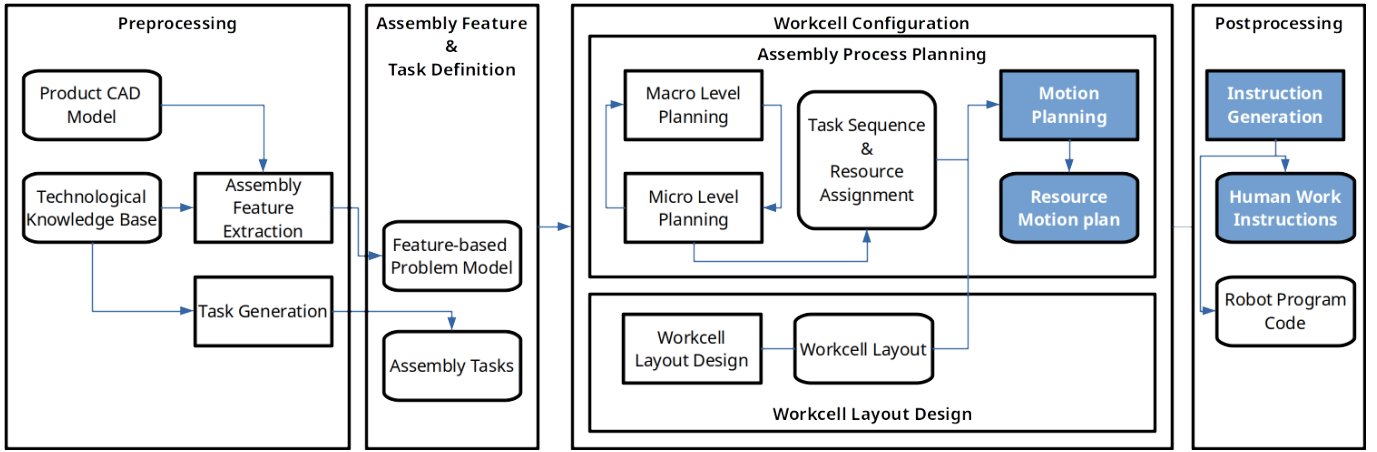 Preprocessing
Product CAD
Model
Technological
Knowledge Base
Assembly
Feature
Extraction
Task Generation
Assembly Feature
&
Task Definition
Feature-based
Problem Model
Assembly Tasks
Workcell Configuration
Assembly Process Planning
Macro Level
Planning
Micro Level
Planning
Task Sequence
&
Resource
Assignment
Motion
Planning
Resource
Motion plan
Workcell
Layout Design
Workcell Layout
Workcell Layout Design
Postprocessing
Instruction
Generation
Human Work
Instructions
Robot Program
Code